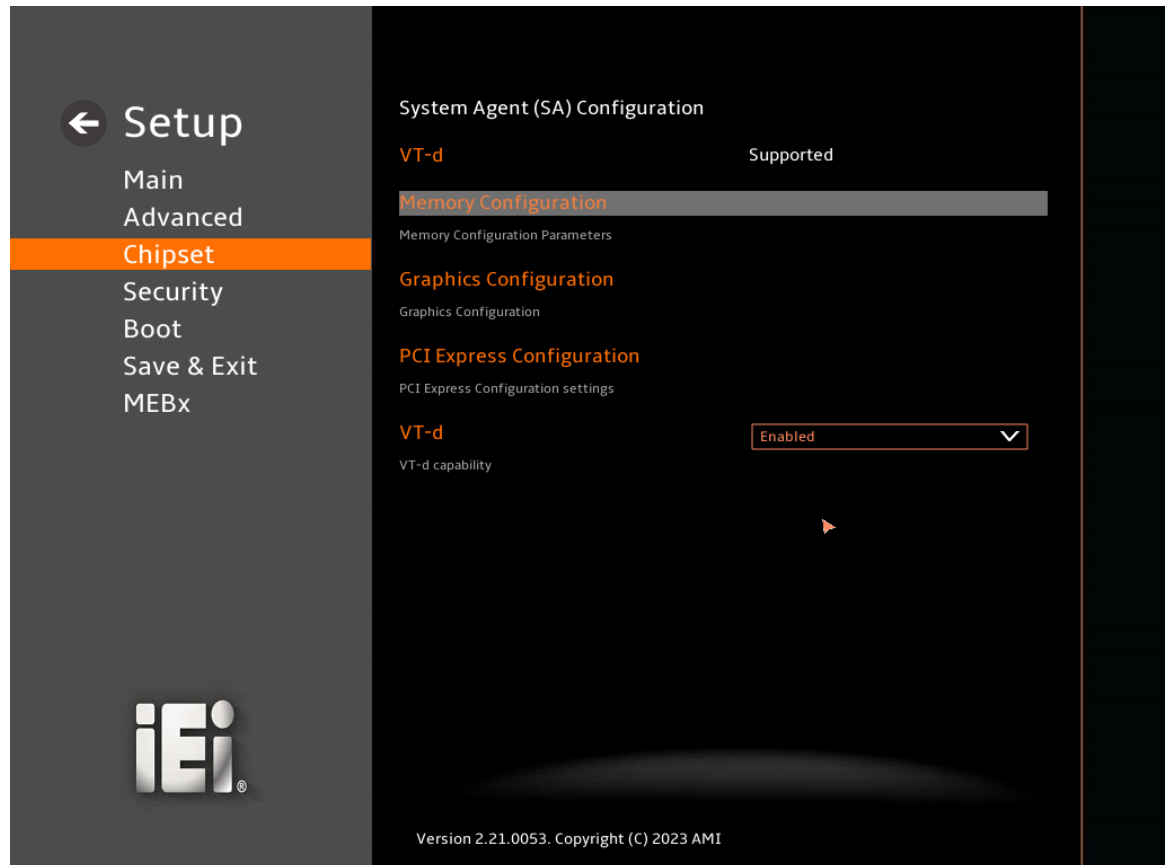 Setup
Main
Advanced
Chipset
Security
Boot
Save & Exit
MEBx
iEi®
System Agent (SA) Configuration
VT-d Supported
Memory Configuration
Memory Configuration Parameters
Graphics Configuration
Graphics Configuration
PCI Express Configuration
PCI Express Configuration settings
VT-d Enabled
VT-d capability
Version 2.21.0053. Copyright (C) 2023 AMI